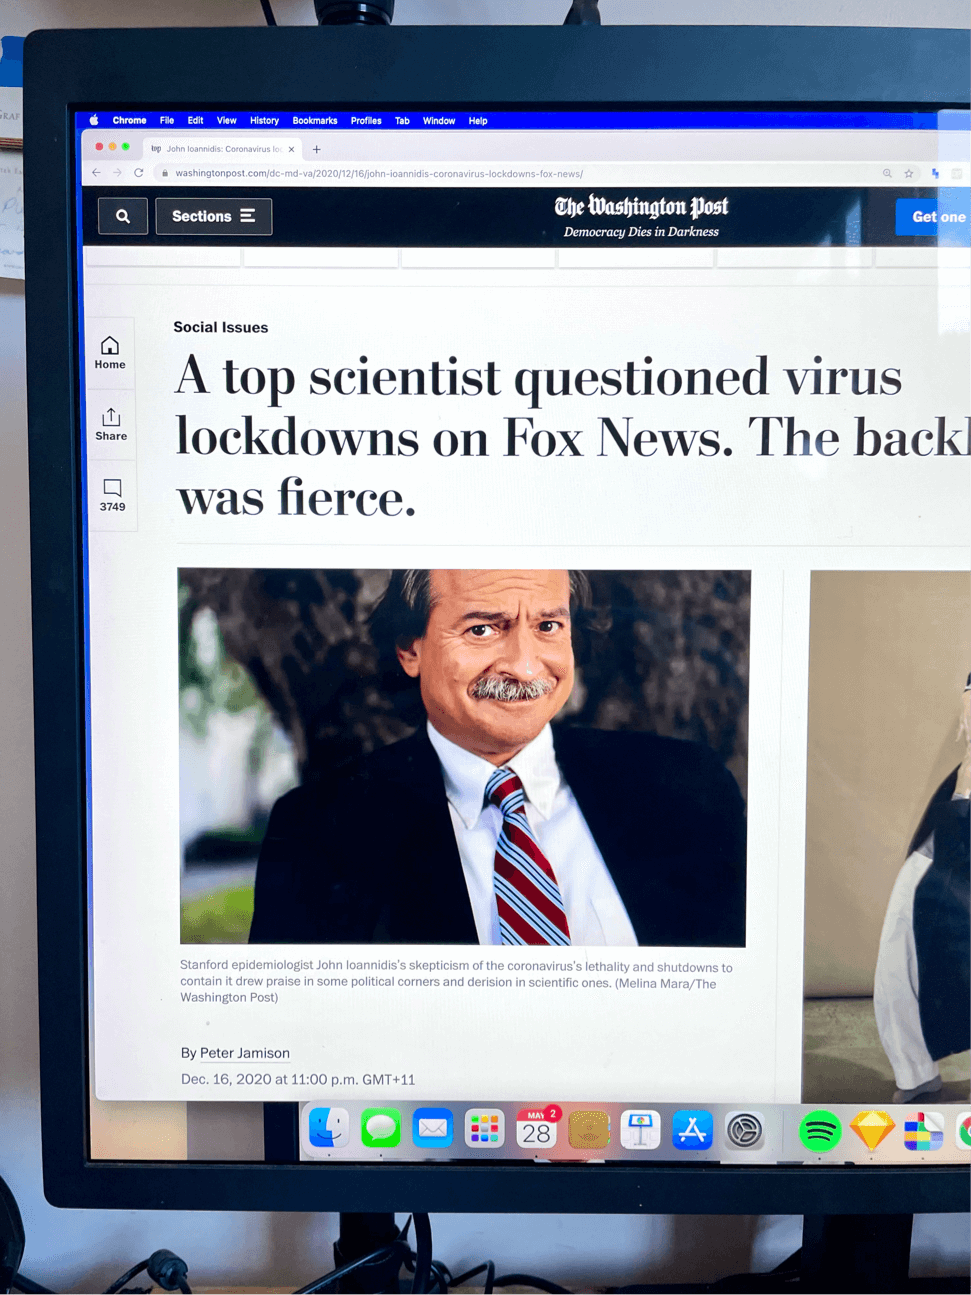 GRAF
Chrome File Edit View History Bookmarks Profiles Tab Window Help
top John Ioannidis: Coronavirus loc
washingtonpost.com/dc-md-va/2020/12/16/john-ioannidis-coronavirus-lockdowns-fox-news/
Sections
The Washington Post
Democracy Dies in Darkness
Get one
Social Issues
A top scientist questioned virus
lockdowns on Fox News. The backl
was fierce.
Home
Share
3749
Stanford epidemiologist John Ioannidis's skepticism of the coronavirus's lethality and shutdowns to
contain it drew praise in some political corners and derision in scientific ones. (Melina Mara/The
Washington Post)
By Peter Jamison
Dec. 16, 2020 at 11:00 p.m. GMT+11
MAY 2
28